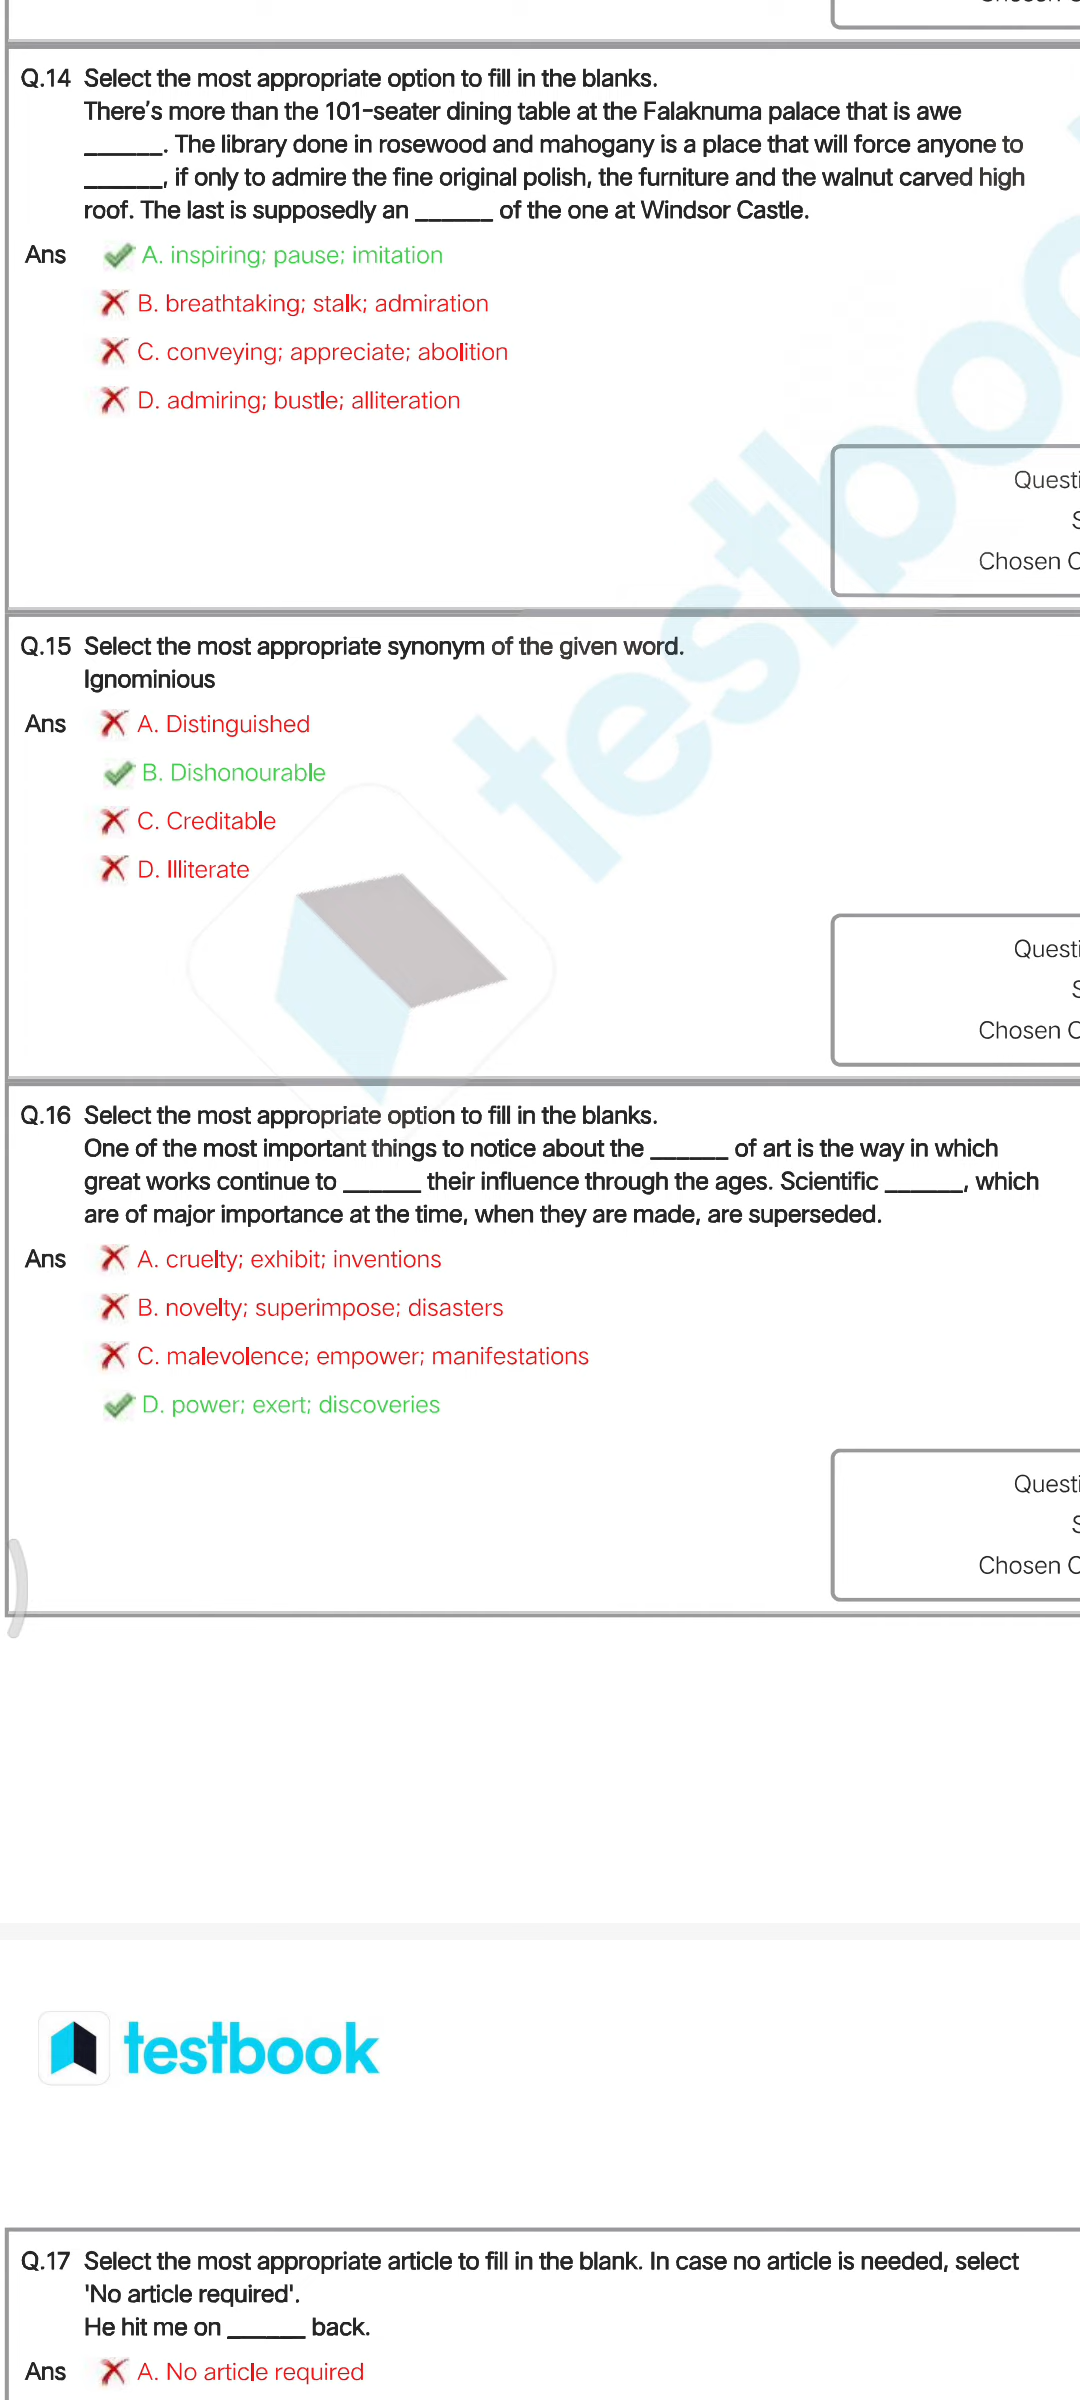 Q.14 Select the most appropriate option to fill in the blanks.
There's more than the 101-seater dining table at the Falaknuma palace that is awe
______. The library done in rosewood and mahogany is a place that will force anyone to
______, if only to admire the fine original polish, the furniture and the walnut carved high
roof. The last is supposedly an ______ of the one at Windsor Castle.
Ans A. inspiring; pause; imitation
B. breathtaking; stalk; admiration
C. conveying; appreciate; abolition
D. admiring; bustle; alliteration
Questi
S
Chosen O
Q.15 Select the most appropriate synonym of the given word.
Ignominious
Ans A. Distinguished
B. Dishonourable
C. Creditable
D. Illiterate
Questi
S
Chosen O
Q.16 Select the most appropriate option to fill in the blanks.
One of the most important things to notice about the ______ of art is the way in which
great works continue to ______ their influence through the ages. Scientific ______, which
are of major importance at the time, when they are made, are superseded.
Ans A. cruelty; exhibit; inventions
B. novelty; superimpose; disasters
C. malevolence; empower; manifestations
D. power; exert; discoveries
Questi
S
Chosen O
testbook
Q.17 Select the most appropriate article to fill in the blank. In case no article is needed, select
'No article required'.
He hit me on ______ back.
Ans A. No article required